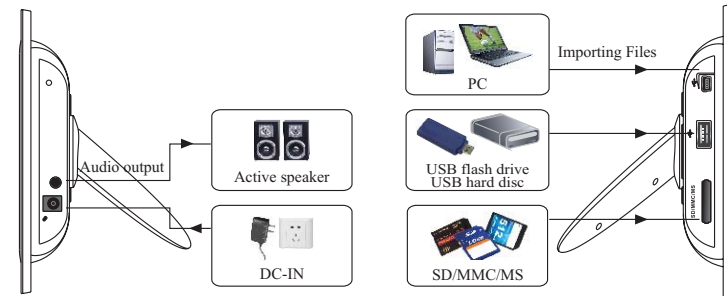 Audio output
Active speaker
DC-IN
PC
Importing Files
USB flash drive
USB hard disc
SD/MMC/MS
SD/MMC/MS
512